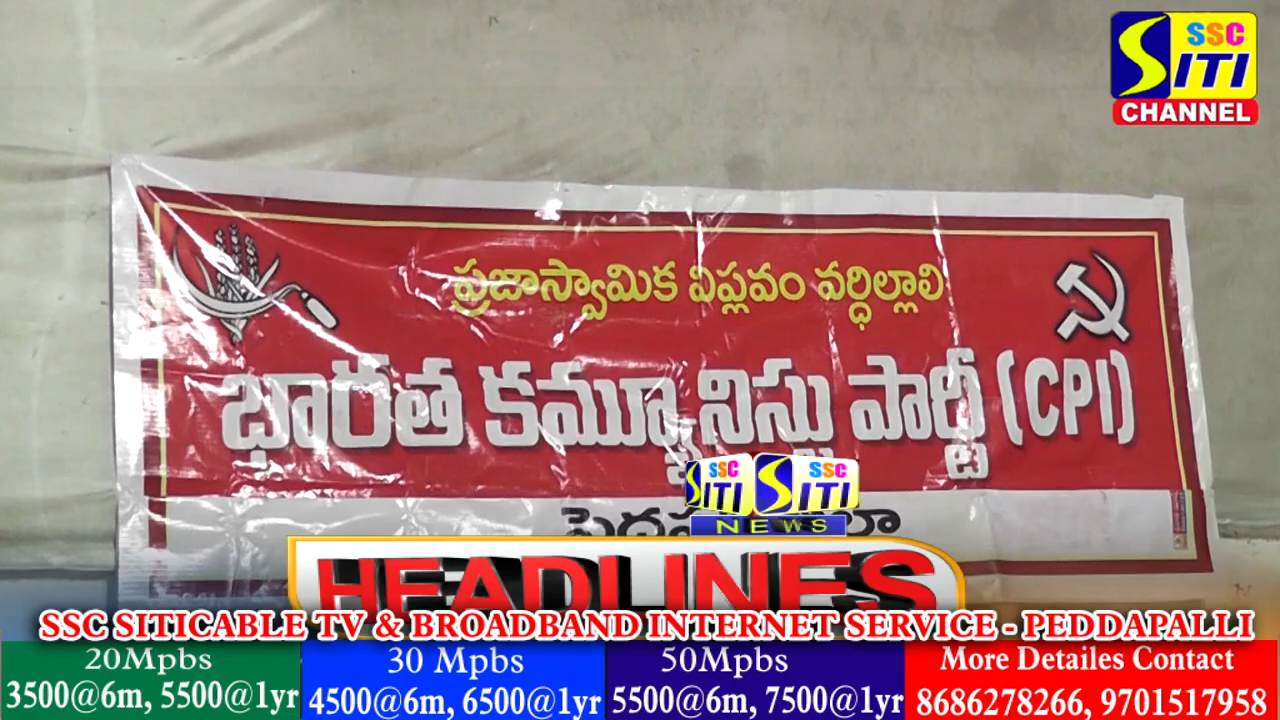 SSC
SITI
CHANNEL
ప్రజాస్వామిక విప్లవం వర్ధిల్లాలి
భారత కమ్యూనిస్టు పార్టీ (CPI)
SSC SSC
SITI SITI
NEWS
HEADLINES
SSC SITICABLE TV & BROADBAND INTERNET SERVICE - PEDDAPALLI
20Mpbs 30 Mpbs 50Mpbs More Detailes Contact
3500@6m, 5500@1yr 4500@6m, 6500@1yr 5500@6m, 7500@1yr 8686278266, 9701517958